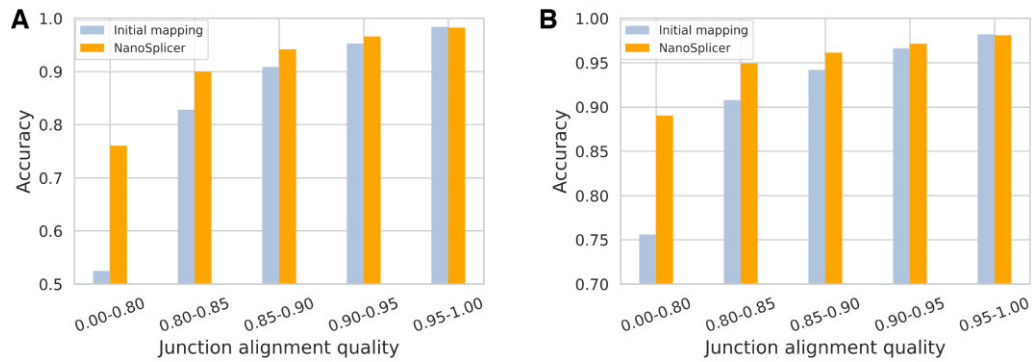 A
Initial mapping
NanoSplicer
1.0
0.9
0.8
0.7
0.6
0.5
Accuracy
0.00-0.80
0.80-0.85
0.85-0.90
0.90-0.95
0.95-1.00
Junction alignment quality
B
Initial mapping
NanoSplicer
1.00
0.95
0.90
0.85
0.80
0.75
0.70
Accuracy
0.00-0.80
0.80-0.85
0.85-0.90
0.90-0.95
0.95-1.00
Junction alignment quality